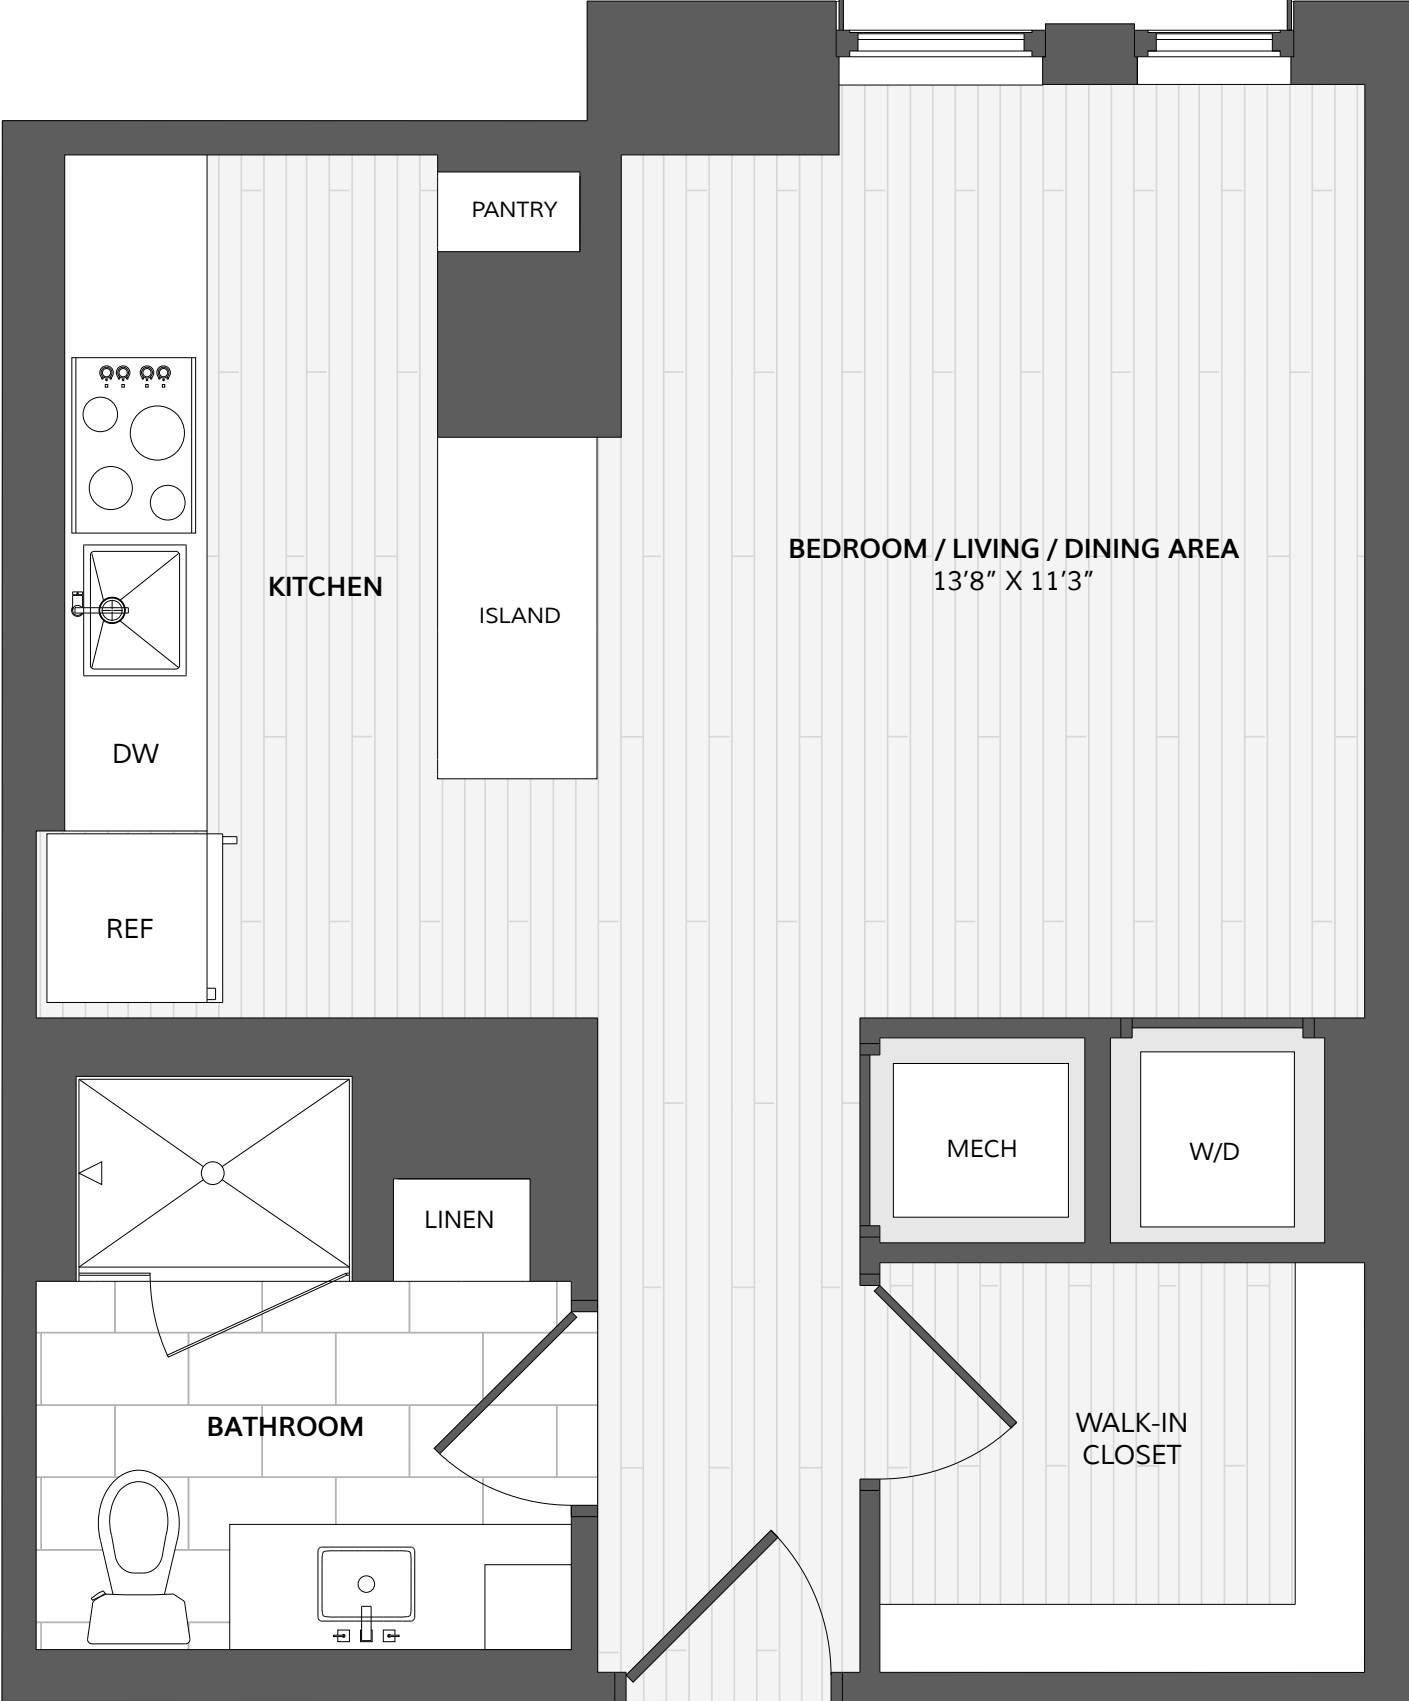 PANTRY
BEDROOM / LIVING / DINING AREA
13’8” X 11’3”
KITCHEN
ISLAND
DW
REF
MECH
W/D
LINEN
BATHROOM
WALK-IN
CLOSET